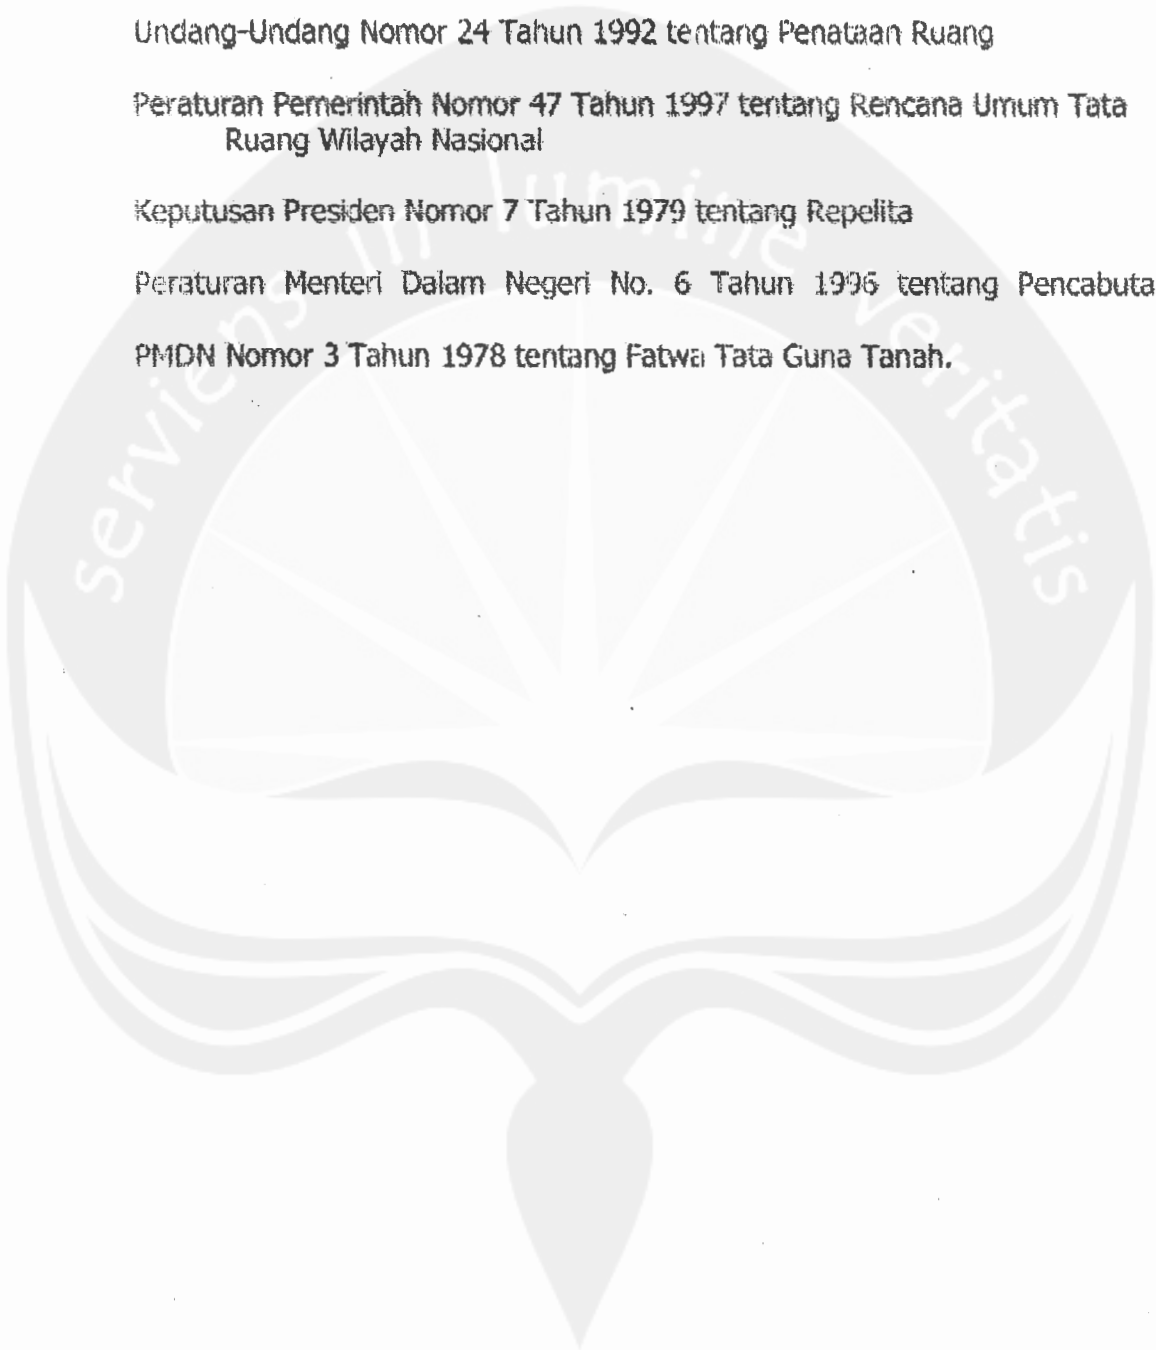 Undang-Undang Nomor 24 Tahun 1992 tentang Penataan Ruang
Peraturan Pemerintah Nomor 47 Tahun 1997 tentang Rencana Umum Tata
Ruang Wilayah Nasional
Keputusan Presiden Nomor 7 Tahun 1979 tentang Repelita
Peraturan Menteri Dalam Negeri No. 6 Tahun 1996 tentang Pencabuta
PMDN Nomor 3 Tahun 1978 tentang Fatwa Tata Guna Tanah.
serviens in lumine veritatis